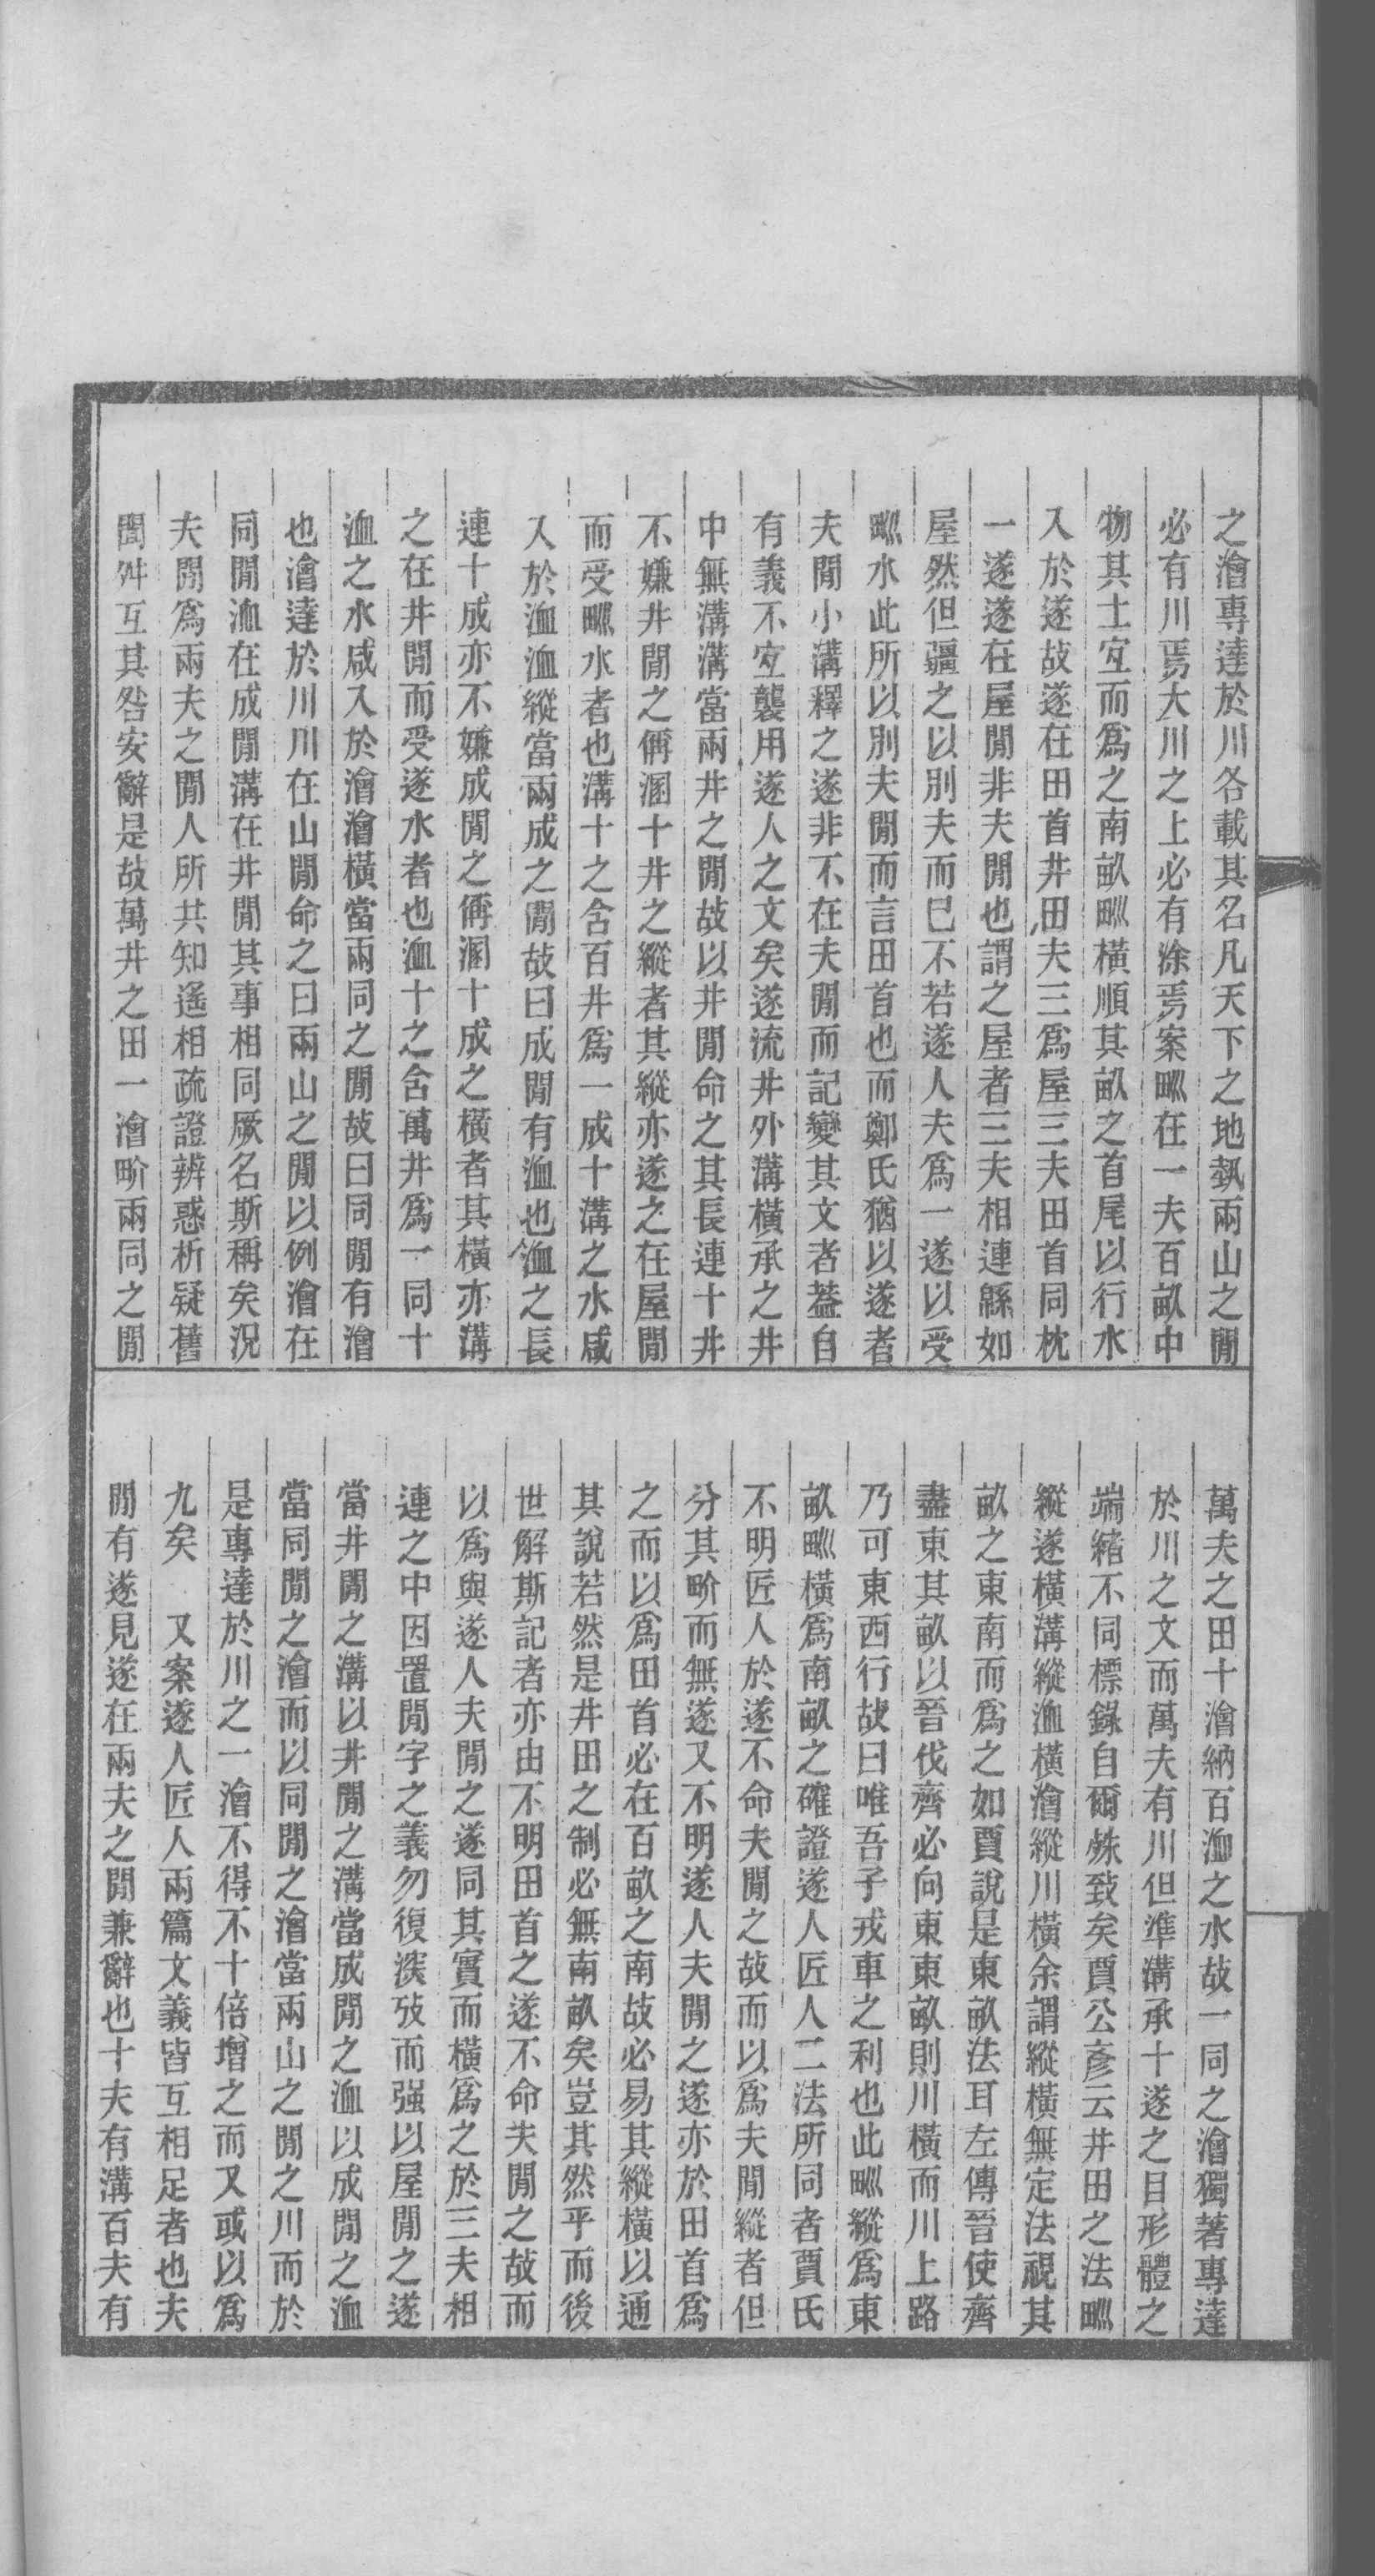 之澮專達於川各載其名凡天下之地埶兩山之閒
必有川焉大川之上必有涂焉案𤱶在一夫百畝中
物其土宐而爲之南畝𤱶橫順其畝之首尾以行水
入於遂故遂在田首井田夫三爲屋三夫田首同枕
一遂遂在屋閒非夫閒也謂之屋者三夫相連緜如
屋然但疆之以別夫而巳不若遂人夫爲一遂以受
𤱶水此所以別夫閒而言田首也而鄭氏猶以遂者
夫閒小溝釋之遂非不在夫閒而記變其文者葢自
有義不宐襲用遂人之文矣遂流井外溝橫承之井
中無溝溝當兩井之閒故以井閒命之其長連十井
不嫌井閒之偁溷十井之縱者其縱亦遂之在屋閒
而受𤱶水者也溝十之含百井爲一成十溝之水咸
入於洫洫縱當兩成之閒故曰成閒有洫也洫之長
連十成亦不嫌成閒之偁溷十成之橫者其橫亦溝
之在井閒而受遂水者也洫十之含萬井爲一同十
洫之水咸入於澮澮橫當兩同之閒故曰同閒有澮
也澮達於川川在山閒命之曰兩山之閒以例澮在
同閒洫在成閒溝在井閒其事相同厥名斯稱矣況
夫閒爲兩夫之閒人所共知遙相疏證辨惑析疑舊
聞舛互其咎安辭是故萬井之田一澮畍兩同之閒
萬夫之田十澮納百洫之水故一同之澮獨著專達
於川之文而萬夫有川但準溝承十遂之目形體之
端緒不同標錄自爾殊致矣賈公彥云井田之法𤱶
縱遂橫溝縱洫橫澮縱川橫余謂縱橫無定法視其
畝之東南而爲之如賈說是東畝法耳左傳晉使齊
盡東其畝以晉伐齊必向東東畝則川橫而川上路
乃可東西行故曰唯吾子戎車之利也此𤱶縱爲東
畝𤱶橫爲南畝之確證遂人匠人二法所同者賈氏
不明匠人於遂不命夫閒之故而以爲夫閒縱者但
分其畍而無遂又不明遂人夫閒之遂亦於田首爲
之而以爲田首必在百畝之南故必易其縱橫以通
其說若然是井田之制必無南畝矣豈其然乎而後
世解斯記者亦由不明田首之遂不命夫閒之故而
以爲與遂人夫閒之遂同其實而橫爲之於三夫相
連之中因置閒字之義勿復深攷而强以屋閒之遂
當井閒之溝以井閒之溝當成閒之洫以成閒之洫
當同閒之澮而以同閒之澮當兩山之閒之川而於
是專達於川之一澮不得不十倍增之而又或以爲
九矣　又案遂人匠人兩篇文義皆互相足者也夫
閒有遂見遂在兩夫之閒兼辭也十夫有溝百夫有